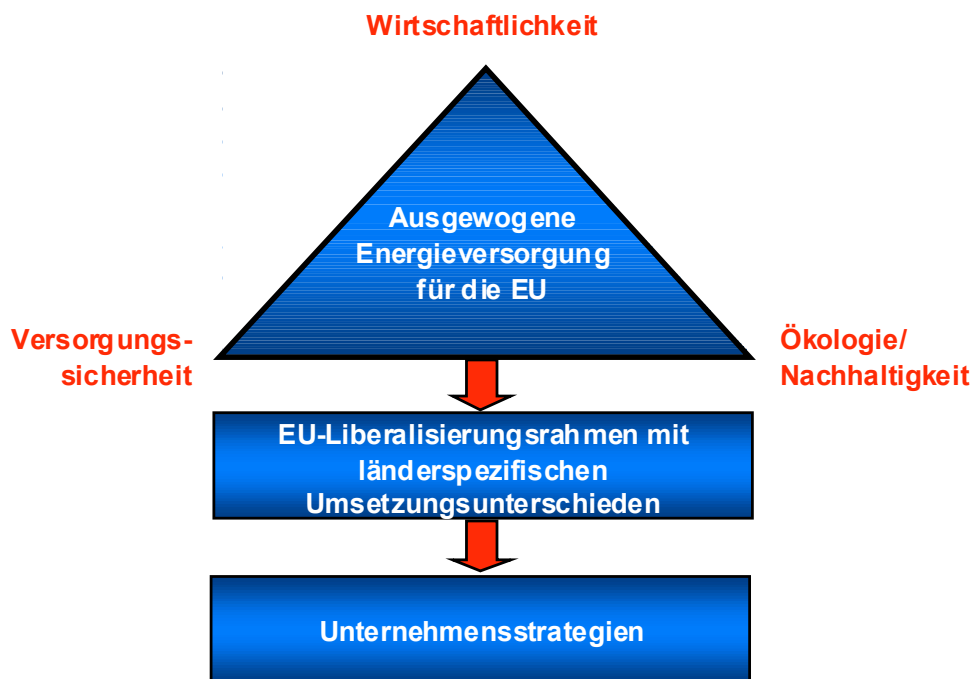 Wirtschaftlichkeit
Ausgewogene
Energieversorgung
für die EU
Versorgungs-
sicherheit
Ökologie/
Nachhaltigkeit
EU-Liberalisierungsrahmen mit
länderspezifischen
Umsetzungsunterschieden
Unternehmensstrategien